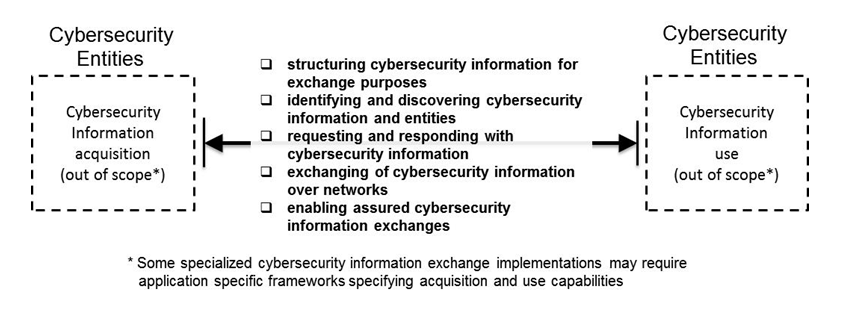 Cybersecurity
Entities
Cybersecurity
Information
acquisition
(out of scope*)
❑ structuring cybersecurity information for
exchange purposes
❑ identifying and discovering cybersecurity
information and entities
❑ requesting and responding with
cybersecurity information
❑ exchanging of cybersecurity information
over networks
❑ enabling assured cybersecurity
information exchanges
Cybersecurity
Entities
Cybersecurity
Information
use
(out of scope*)
* Some specialized cybersecurity information exchange implementations may require
application specific frameworks specifying acquisition and use capabilities